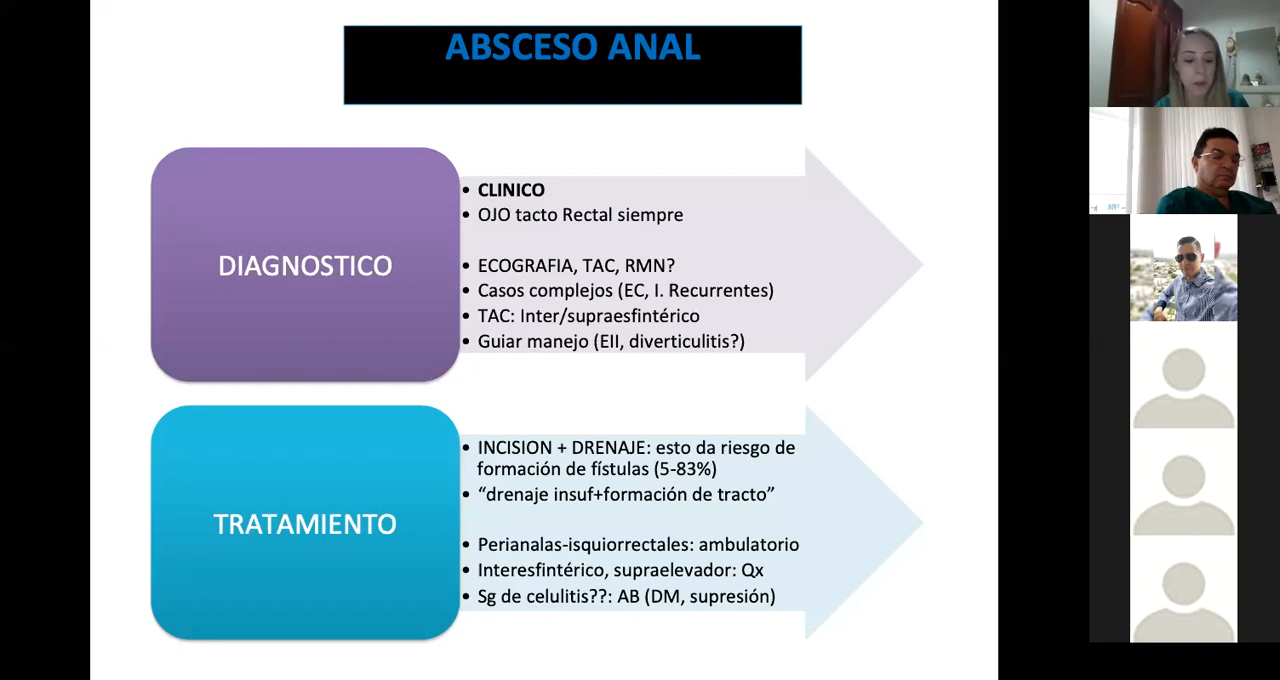 ABSCESO ANAL
DIAGNOSTICO
• CLINICO
• OJO tacto Rectal siempre
• ECOGRAFIA, TAC, RMN?
• Casos complejos (EC, I. Recurrentes)
• TAC: Inter/supraesfintérico
• Guiar manejo (EII, diverticulitis?)
TRATAMIENTO
• INCISION + DRENAJE: esto da riesgo de
formación de fístulas (5-83%)
• “drenaje insuf+formación de tracto”
• Perianalas-isquiorrectales: ambulatorio
• Interesfintérico, supraelevador: Qx
• Sg de celulitis??: AB (DM, supresión)